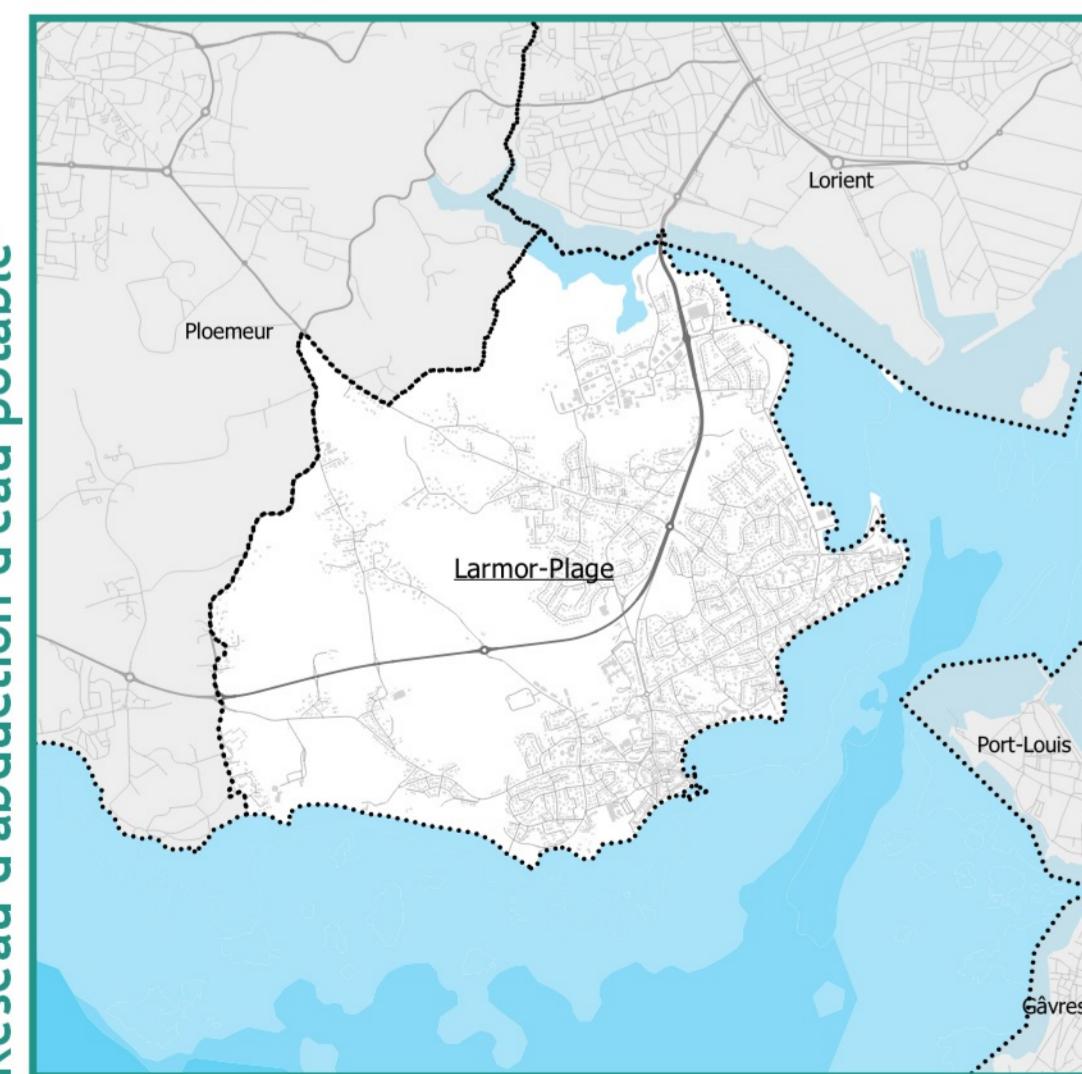 Réseau d'adduction d'eau potable
Lorient
Ploemeur
Larmor-Plage
Port-Louis
Gâvres